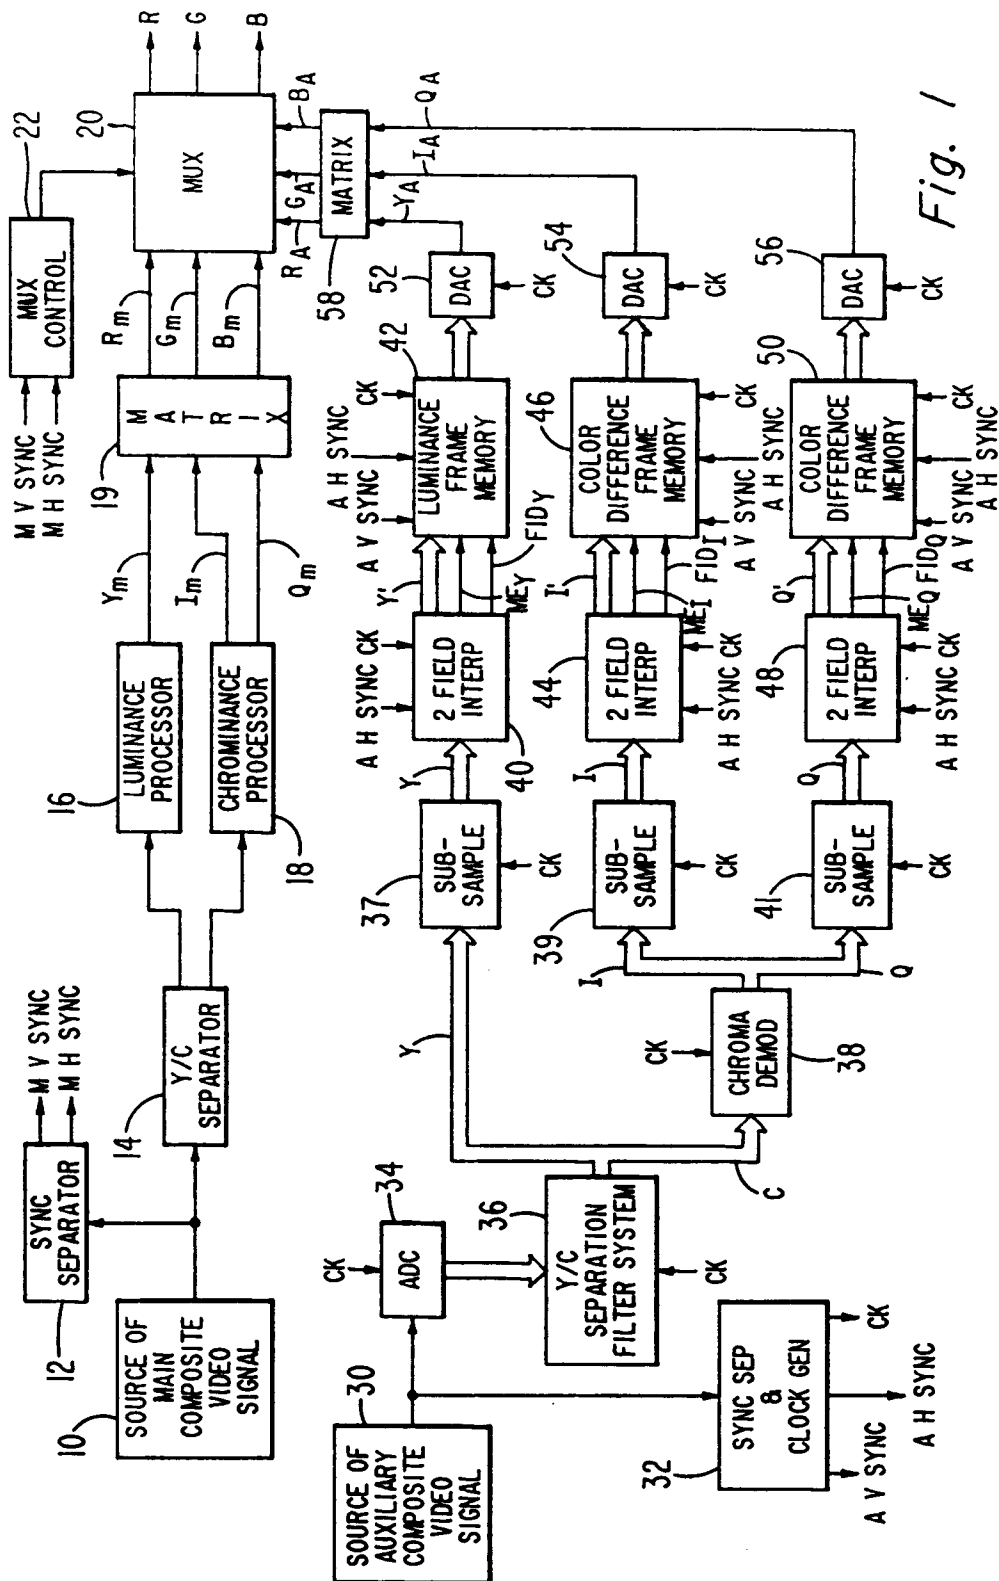 SOURCE OF
MAIN
COMPOSITE
VIDEO
SIGNAL
10
SYNC
SEPARATOR
12
M V SYNC
M H SYNC
Y/C
SEPARATOR
14
LUMINANCE
PROCESSOR
16
CHROMINANCE
PROCESSOR
18
Ym
Im
Qm
MATRIX
19
Rm
Gm
Bm
M V SYNC
M H SYNC
MUX
CONTROL
22
MUX
20
R
G
B
RA
GA
BA
MATRIX
58
YA
IA
QA
SOURCE OF
AUXILIARY
COMPOSITE
VIDEO
SIGNAL
30
CK
ADC
34
SYNC SEP
&
CLOCK GEN
32
A V SYNC
A H SYNC
CK
Y/C
SEPARATION
FILTER SYSTEM
36
CK
Y
C
CHROMA
DEMOD
38
CK
I
Q
SUB-
SAMPLE
37
CK
Y
A H SYNC
CK
2 FIELD
INTERP
40
Y'
MEY
FIDY
A V SYNC
A H SYNC
CK
LUMINANCE
FRAME
MEMORY
42
DAC
52
CK
SUB-
SAMPLE
39
CK
I
2 FIELD
INTERP
44
A H SYNC
CK
I'
MEI
FIDI
COLOR
DIFFERENCE
FRAME
MEMORY
46
A V SYNC
A H SYNC
CK
DAC
54
CK
SUB-
SAMPLE
41
CK
Q
2 FIELD
INTERP
48
A H SYNC
CK
Q'
MEQ
FIDQ
COLOR
DIFFERENCE
FRAME
MEMORY
50
A V SYNC
A H SYNC
CK
DAC
56
CK
Fig. 1